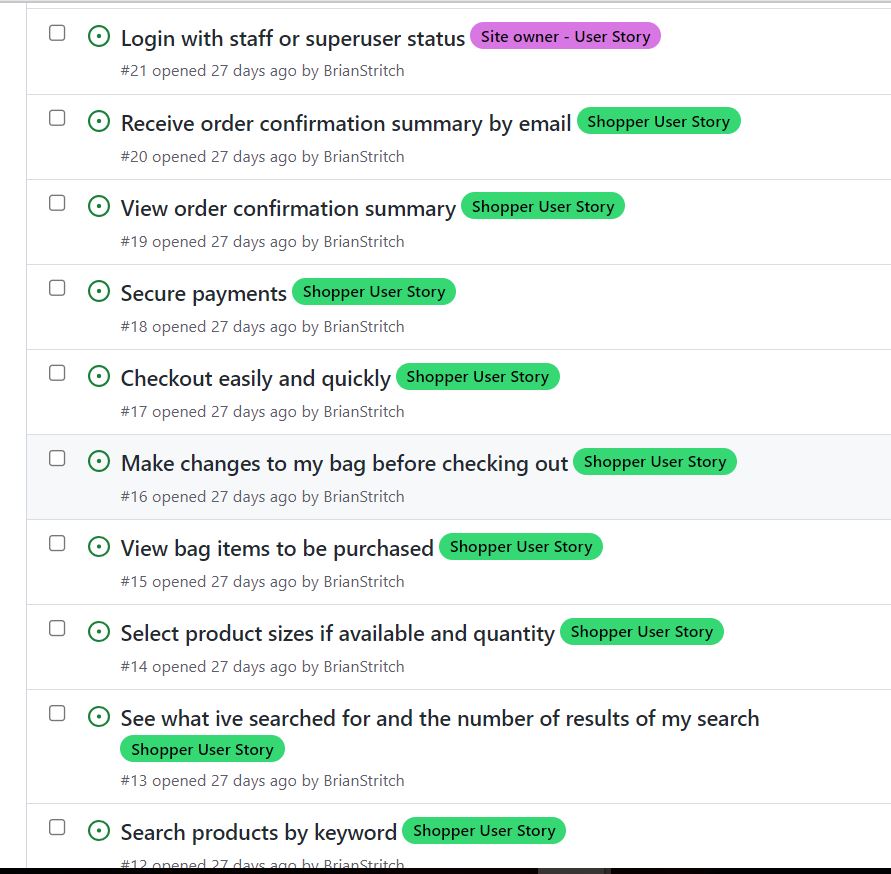 Login with staff or superuser status Site owner - User Story
#21 opened 27 days ago by BrianStritch
Receive order confirmation summary by email Shopper User Story
#20 opened 27 days ago by BrianStritch
View order confirmation summary Shopper User Story
#19 opened 27 days ago by BrianStritch
Secure payments Shopper User Story
#18 opened 27 days ago by BrianStritch
Checkout easily and quickly Shopper User Story
#17 opened 27 days ago by BrianStritch
Make changes to my bag before checking out Shopper User Story
#16 opened 27 days ago by BrianStritch
View bag items to be purchased Shopper User Story
#15 opened 27 days ago by BrianStritch
Select product sizes if available and quantity Shopper User Story
#14 opened 27 days ago by BrianStritch
See what ive searched for and the number of results of my search
Shopper User Story
#13 opened 27 days ago by BrianStritch
Search products by keyword Shopper User Story
#12 opened 27 days ago by BrianStritch